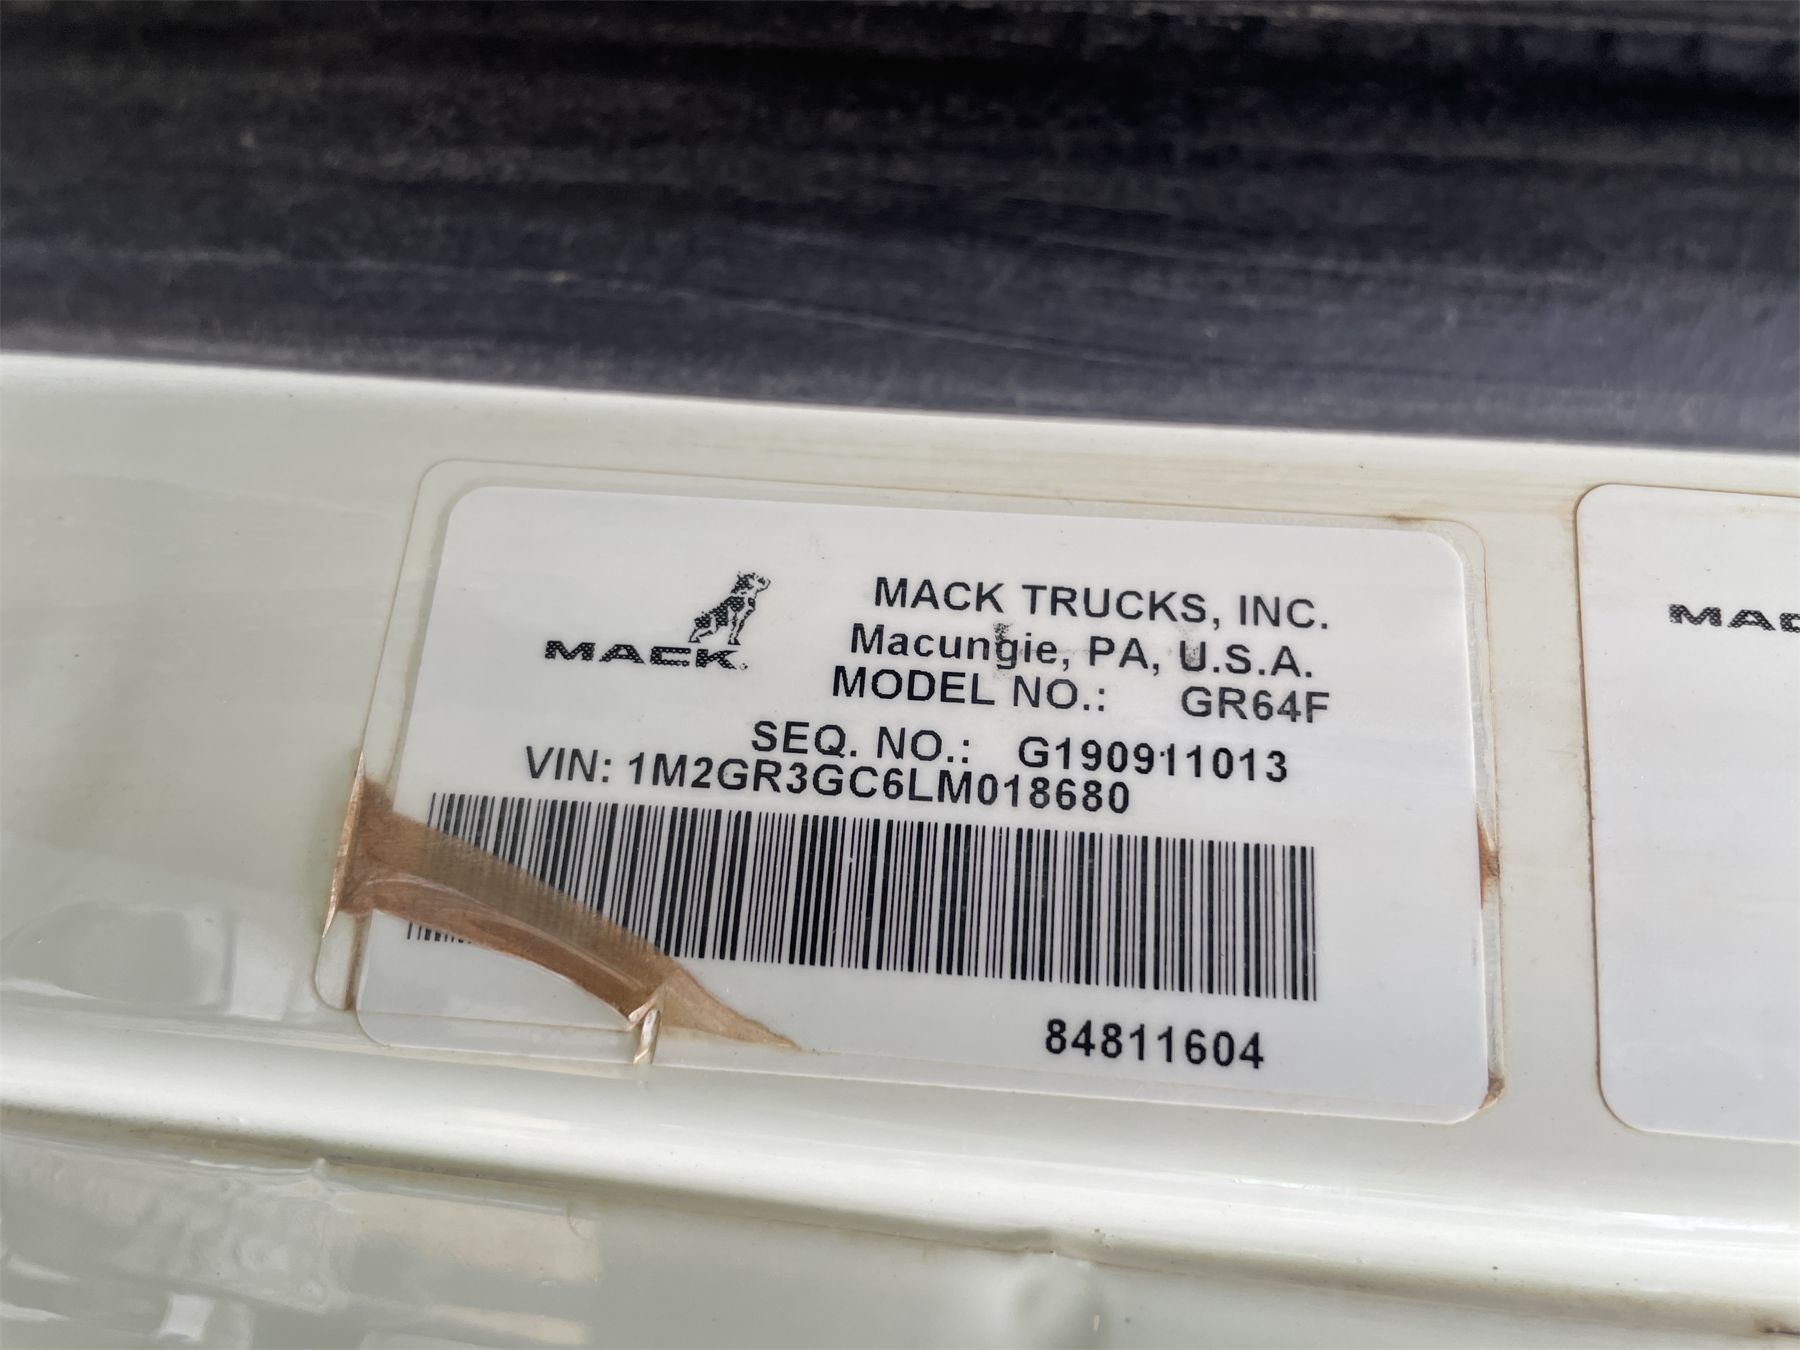 MACK
MACK TRUCKS, INC.
Macungie, PA, U.S.A.
MODEL NO.: GR64F
SEQ. NO.: G190911013
VIN: 1M2GR3GC6LM018680
84811604